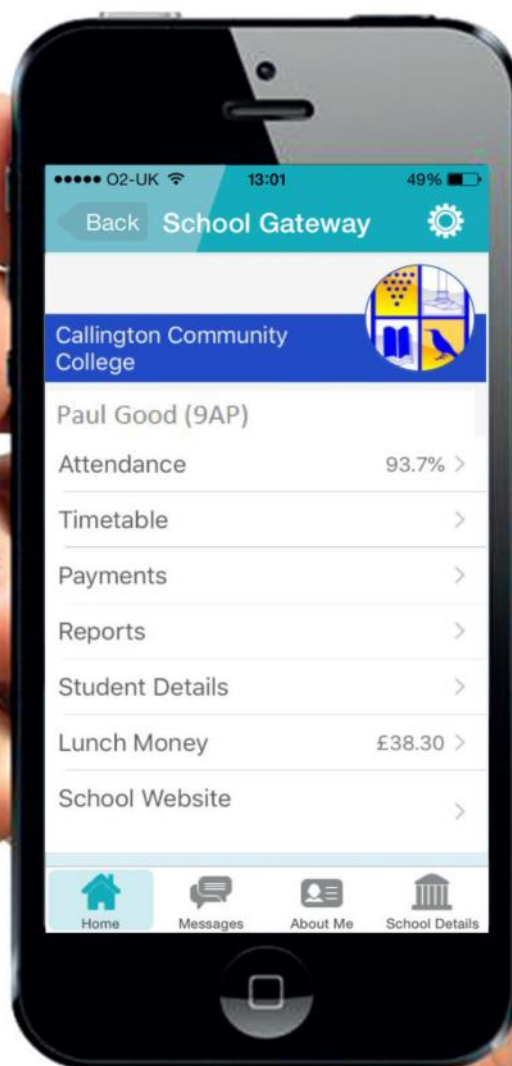 ●●●●● O2-UK 13:01 49%
Back School Gateway
Callington Community
College
Paul Good (9AP)
Attendance 93.7% >
Timetable >
Payments >
Reports >
Student Details >
Lunch Money £38.30 >
School Website >
Home Messages About Me School Details